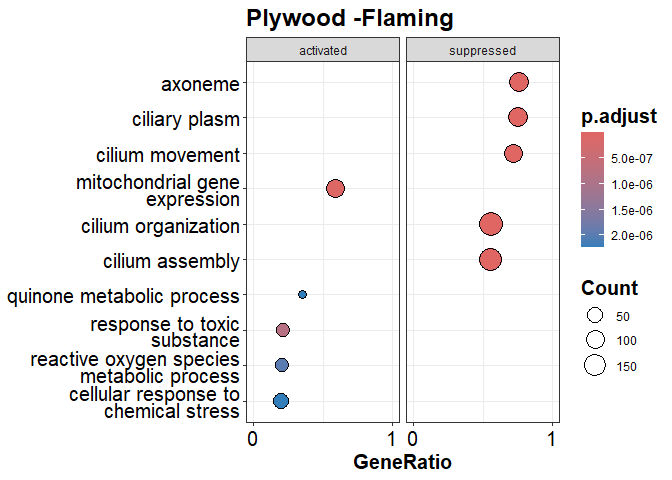 Plywood -Flaming
activated
suppressed
axoneme
ciliary plasm
cilium movement
mitochondrial gene
expression
cilium organization
cilium assembly
quinone metabolic process
response to toxic
substance
reactive oxygen species
metabolic process
cellular response to
chemical stress
0
1
0
1
GeneRatio
p.adjust
5.0e-07
1.0e-06
1.5e-06
2.0e-06
Count
50
100
150